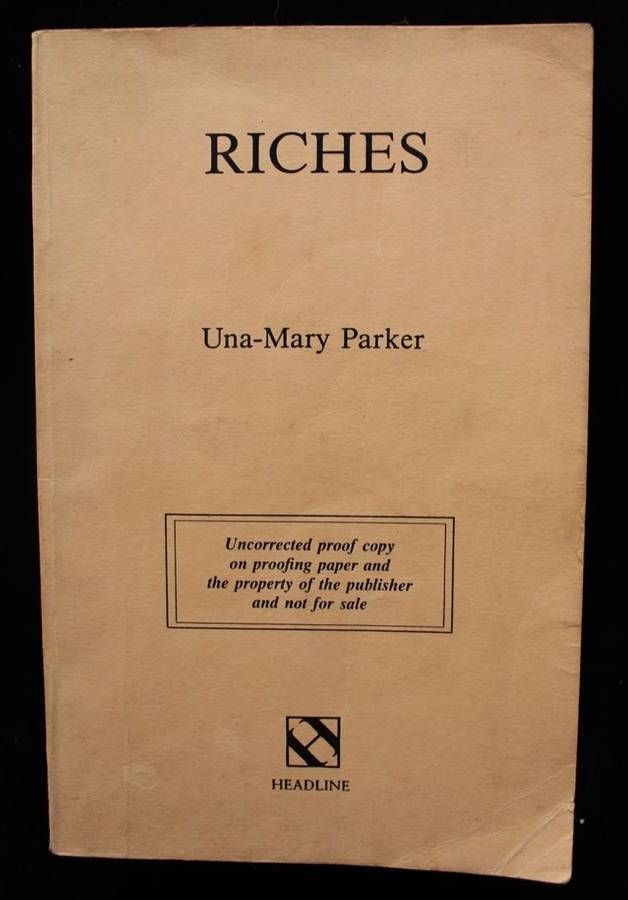 RICHES
Una-Mary Parker
Uncorrected proof copy
on proofing paper and
the property of the publisher
and not for sale
HEADLINE